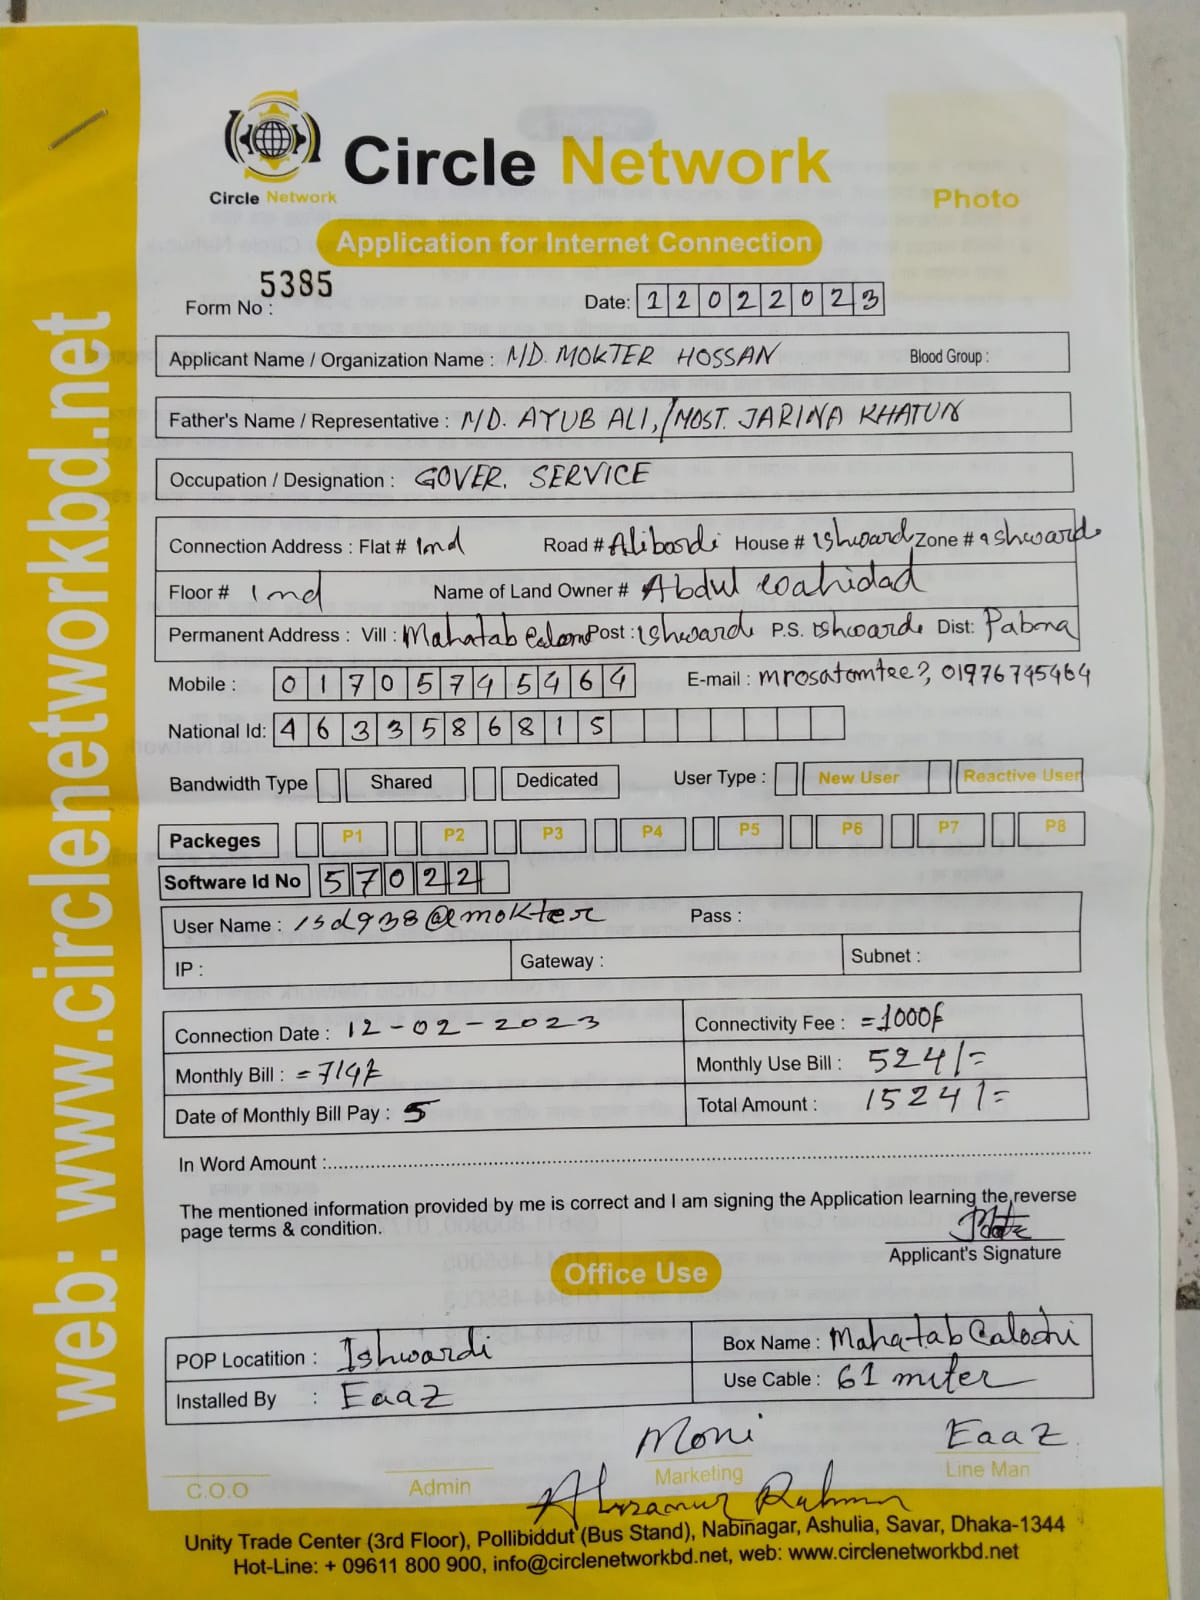 Circle Network
Circle Network
Photo
Application for Internet Connection
Form No : 5385
Date: 12022023
Applicant Name / Organization Name : MD. MOKTER HOSSAN Blood Group :
Father's Name / Representative : MD. AYUB ALI, / MOST. JARINA KHATUN
Occupation / Designation : GOVER. SERVICE
Connection Address : Flat # 1nd Road # Alibordi House # ishwardi Zone # ishwardi
Floor # 1nd Name of Land Owner # Abdul wahidad
Permanent Address : Vill : Mahatab Post : ishwardi P.S. ishwardi Dist: Pabna
Mobile : 01705745464 E-mail : mrosatomtee2, 01976745464
National Id: 4633586815
Bandwidth Type Shared Dedicated User Type : New User Reactive User
Packeges P1 P2 P3 P4 P5 P6 P7 P8
Software Id No 57022
User Name : isd938@mokter Pass :
IP : Gateway : Subnet :
Connection Date : 12-02-2023 Connectivity Fee : =1000/
Monthly Bill : =714/ Monthly Use Bill : 524/=
Date of Monthly Bill Pay : 5 Total Amount : 1524/=
In Word Amount :
The mentioned information provided by me is correct and I am signing the Application learning the reverse
page terms & condition.
Applicant's Signature
Office Use
POP Locatition : Ishwardi Box Name : Mahatab Caloni
Installed By : Eaaz Use Cable : 61 miter
Moni Eaaz
C.O.O Admin Marketing Line Man
Rahman
Unity Trade Center (3rd Floor), Pollibiddut (Bus Stand), Nabinagar, Ashulia, Savar, Dhaka-1344
Hot-Line: + 09611 800 900, info@circlenetworkbd.net, web: www.circlenetworkbd.net
web: www.circlenetworkbd.net